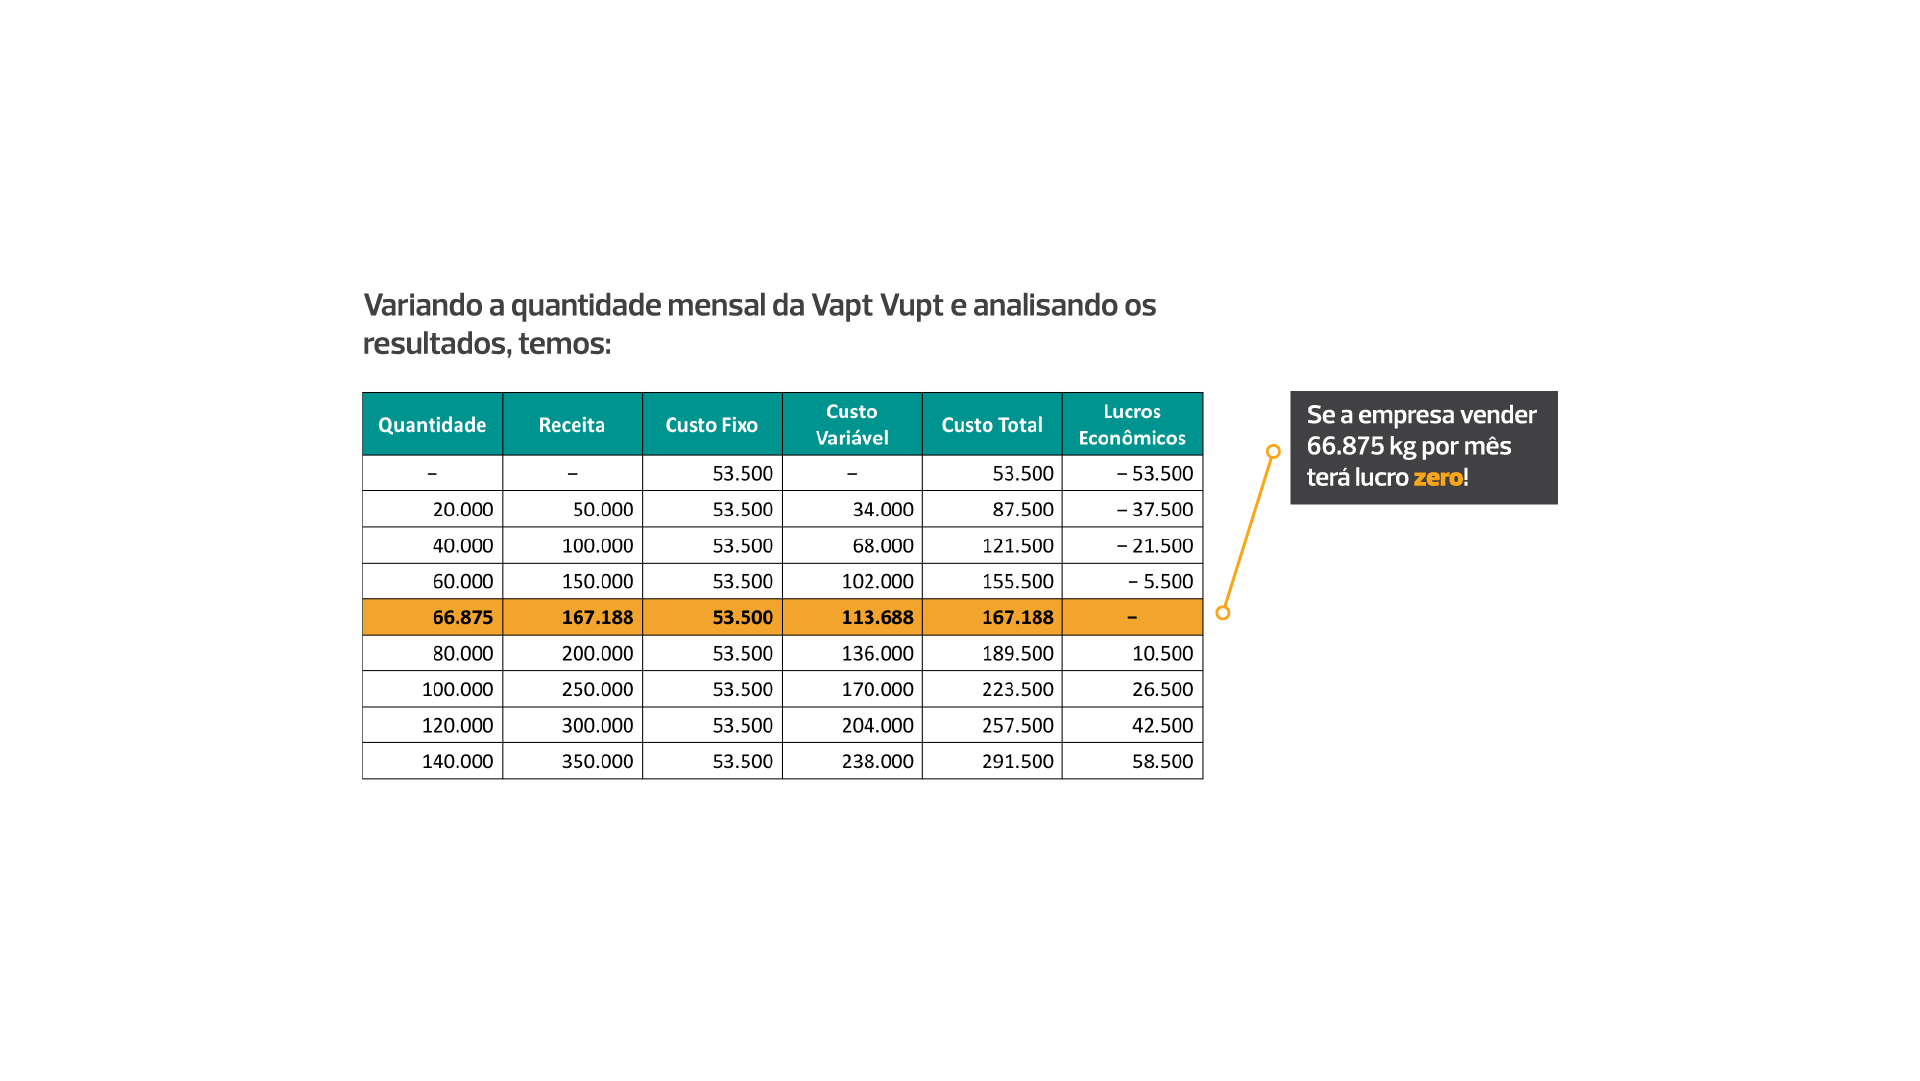 Variando a quantidade mensal da Vapt Vupt e analisando os
resultados, temos:
Quantidade Receita Custo Fixo Custo Variável Custo Total Lucros Econômicos
– – 53.500 – 53.500 – 53.500
20.000 50.000 53.500 34.000 87.500 – 37.500
40.000 100.000 53.500 68.000 121.500 – 21.500
60.000 150.000 53.500 102.000 155.500 – 5.500
66.875 167.188 53.500 113.688 167.188 –
80.000 200.000 53.500 136.000 189.500 10.500
100.000 250.000 53.500 170.000 223.500 26.500
120.000 300.000 53.500 204.000 257.500 42.500
140.000 350.000 53.500 238.000 291.500 58.500
Se a empresa vender
66.875 kg por mês
terá lucro zero!